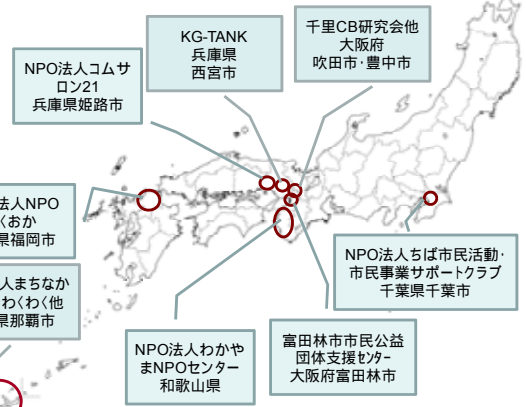 千里CB研究会他
大阪府
吹田市・豊中市
KG-TANK
兵庫県
西宮市
NPO法人コムサ
ロン21
兵庫県姫路市
法人NPO
くおか
県福岡市
人まちなか
わくわく他
県那覇市
NPO法人ちば市民活動・
市民事業サポートクラブ
千葉県千葉市
NPO法人わかや
まNPOセンター
和歌山県
富田林市市民公益
団体支援センター
大阪府富田林市